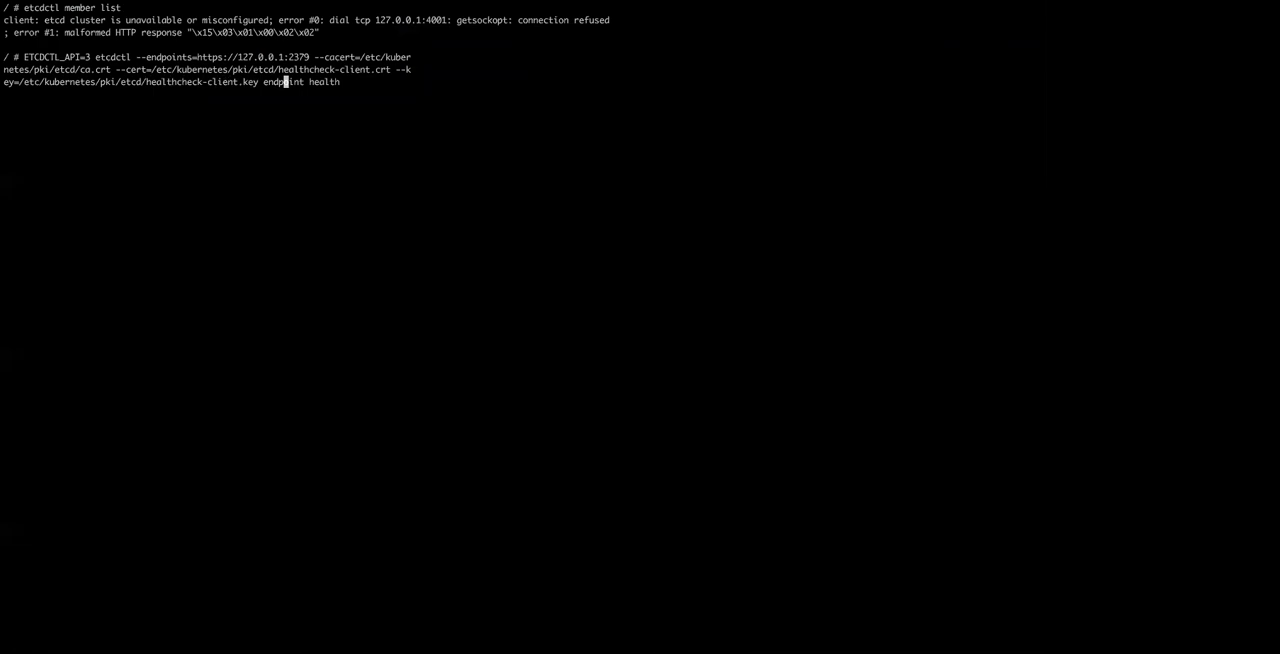 / # etcdctl member list
client: etcd cluster is unavailable or misconfigured; error #0: dial tcp 127.0.0.1:4001: getsockopt: connection refused
; error #1: malformed HTTP response "\x15\x03\x01\x00\x02\x02"
/ # ETCDCTL_API=3 etcdctl --endpoints=https://127.0.0.1:2379 --cacert=/etc/kuber
netes/pki/etcd/ca.crt --cert=/etc/kubernetes/pki/etcd/healthcheck-client.crt --k
ey=/etc/kubernetes/pki/etcd/healthcheck-client.key endpoint health